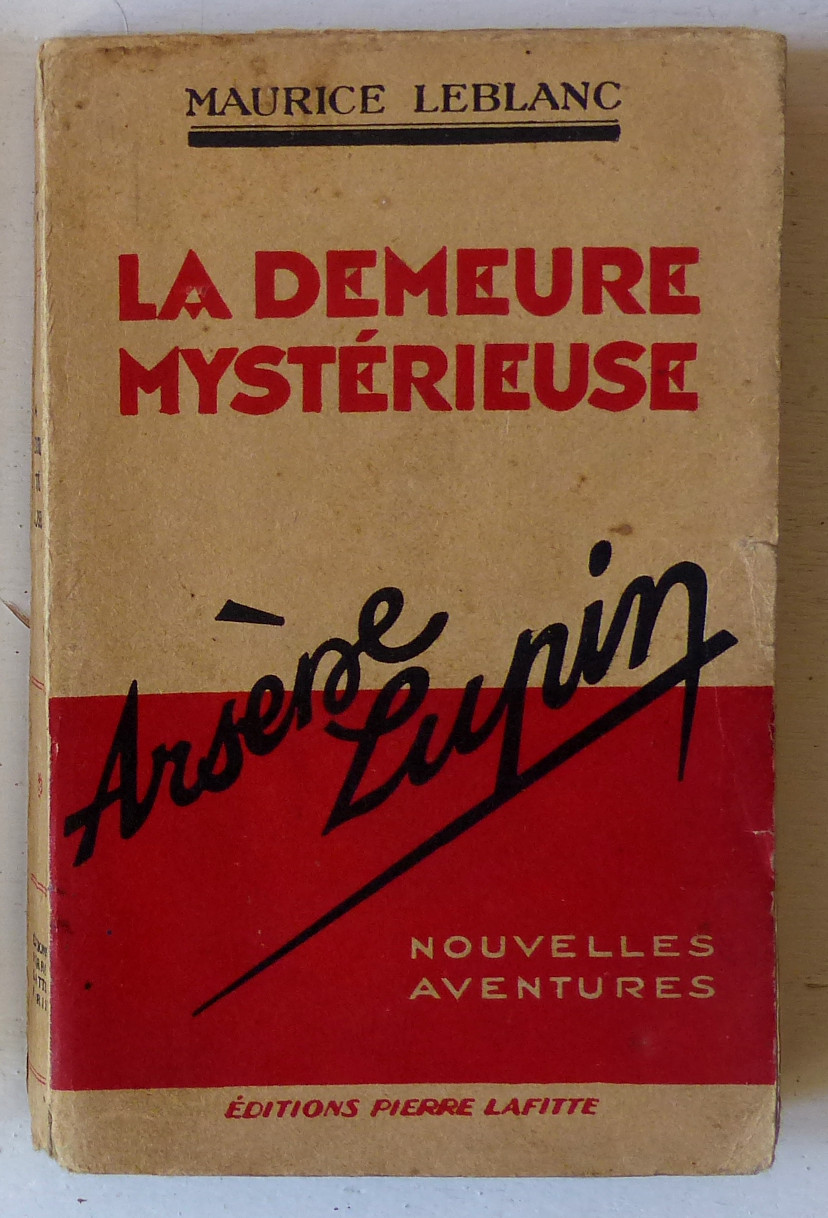 MAURICE LEBLANC
LA DEMEURE
MYSTÉRIEUSE
Arsène
Lupin
NOUVELLES
AVENTURES
ÉDITIONS PIERRE LAFITTE